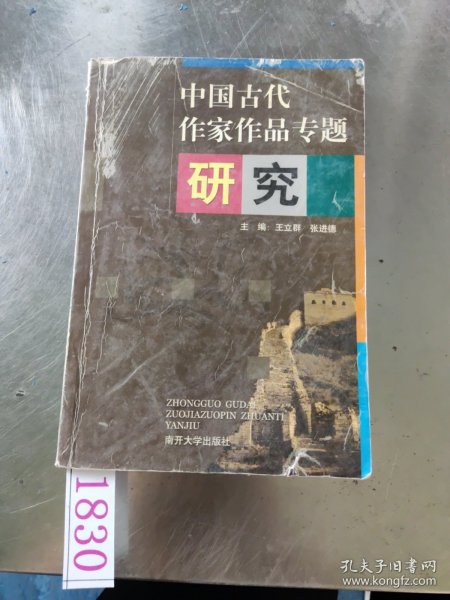 中国古代
作家作品专题
研究
主 编: 王立群 张进德
ZHONGGUO GUDAI
ZUOJIAZUOPIN ZHUANTI
YANJIU
南开大学出版社
1830
孔夫子旧书网
www.kongfz.com